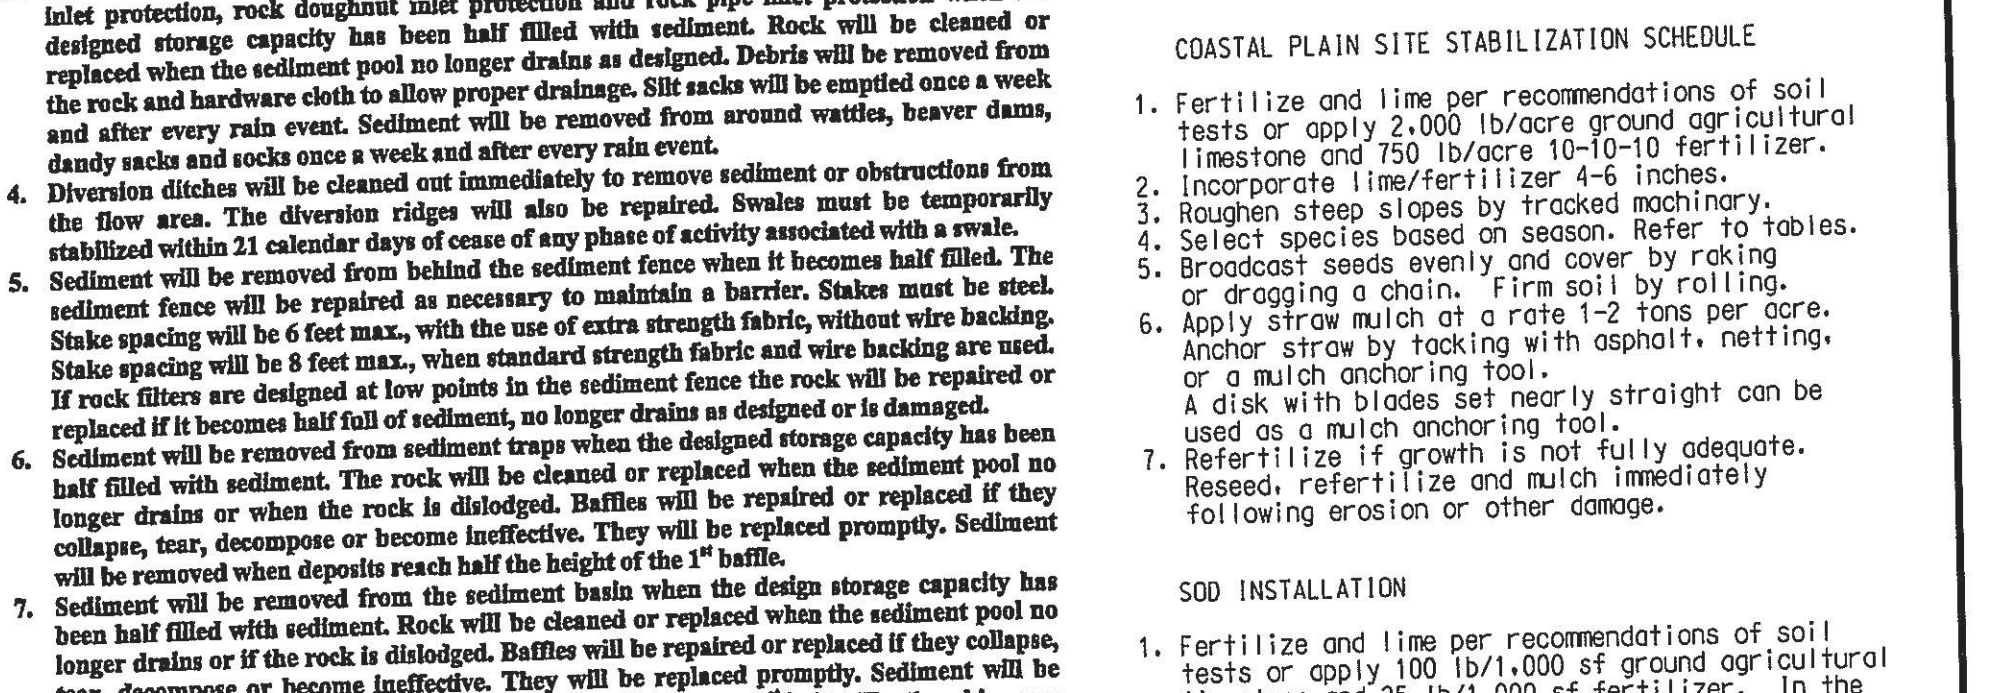 inlet protection, rock doughnut inlet protection and rock pipe inlet
designed storage capacity has been half filled with sediment. Rock will be cleaned or
replaced when the sediment pool no longer drains as designed. Debris will be removed from
the rock and hardware cloth to allow proper drainage. Silt sacks will be emptied once a week
and after every rain event. Sediment will be removed from around wattles, beaver dams,
dandy sacks and socks once a week and after every rain event.
4. Diversion ditches will be cleaned out immediately to remove sediment or obstructions from
the flow area. The diversion ridges will also be repaired. Swales must be temporarily
stabilized within 21 calendar days of cease of any phase of activity associated with a swale.
5. Sediment will be removed from behind the sediment fence when it becomes half filled. The
sediment fence will be repaired as necessary to maintain a barrier. Stakes must be steel.
Stake spacing will be 6 feet max., with the use of extra strength fabric, without wire backing.
Stake spacing will be 8 feet max., when standard strength fabric and wire backing are used.
If rock filters are designed at low points in the sediment fence the rock will be repaired or
replaced if it becomes half full of sediment, no longer drains as designed or is damaged.
6. Sediment will be removed from sediment traps when the designed storage capacity has been
half filled with sediment. The rock will be cleaned or replaced when the sediment pool no
longer drains or when the rock is dislodged. Baffles will be repaired or replaced if they
collapse, tear, decompose or become ineffective. They will be replaced promptly. Sediment
will be removed when deposits reach half the height of the 1st baffle.
7. Sediment will be removed from the sediment basin when the design storage capacity has
been half filled with sediment. Rock will be cleaned or replaced when the sediment pool no
longer drains or if the rock is dislodged. Baffles will be repaired or replaced if they collapse,
tear, decompose or become ineffective. They will be replaced promptly. Sediment will be
COASTAL PLAIN SITE STABILIZATION SCHEDULE
1. Fertilize and lime per recommendations of soil
tests or apply 2,000 lb/acre ground agricultural
limestone and 750 lb/acre 10-10-10 fertilizer.
2. Incorporate lime/fertilizer 4-6 inches.
3. Roughen steep slopes by tracked machinary.
4. Select species based on season. Refer to tables.
5. Broadcast seeds evenly and cover by raking
or dragging a chain. Firm soil by rolling.
6. Apply straw mulch at a rate 1-2 tons per acre.
Anchor straw by tacking with asphalt, netting,
or a mulch anchoring tool.
A disk with blades set nearly straight can be
used as a mulch anchoring tool.
7. Refertilize if growth is not fully adequate.
Reseed, refertilize and mulch immediately
following erosion or other damage.
SOD INSTALLATION
1. Fertilize and lime per recommendations of soil
tests or apply 100 lb/1,000 sf ground agricultural
sf fertilizer. In the